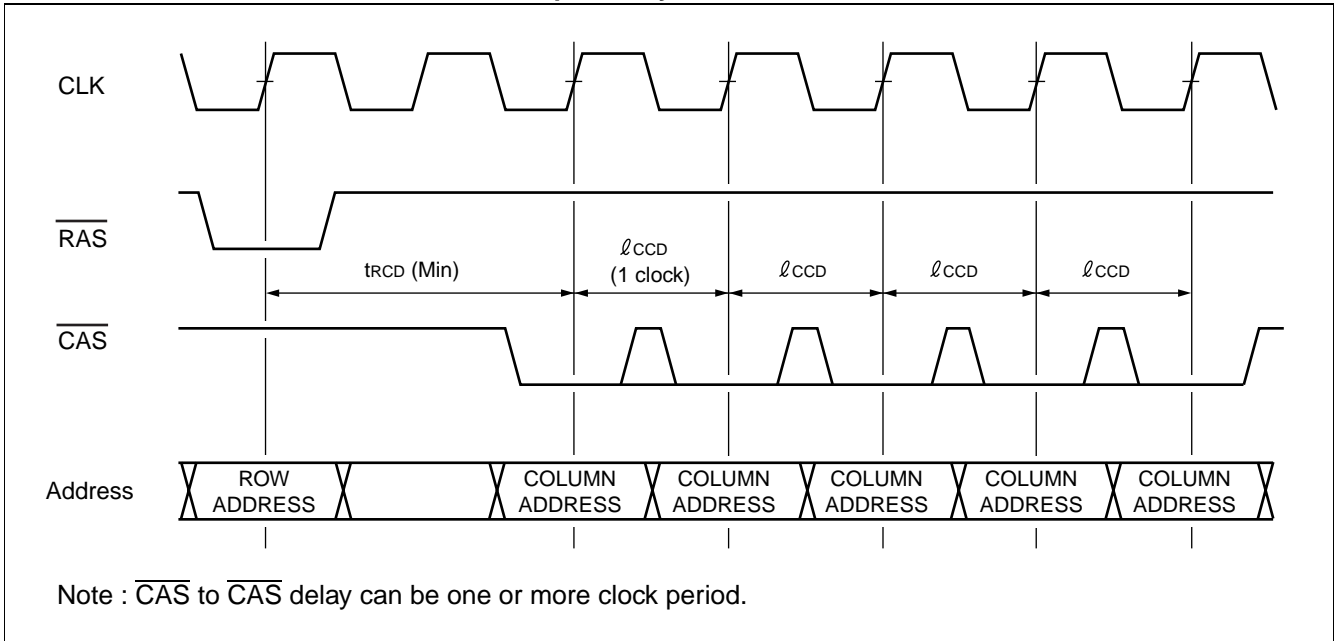 CLK
RAS
tRCD (Min)
ℓCCD
(1 clock)
ℓCCD
ℓCCD
ℓCCD
CAS
Address
ROW
ADDRESS
COLUMN
ADDRESS
COLUMN
ADDRESS
COLUMN
ADDRESS
COLUMN
ADDRESS
COLUMN
ADDRESS
Note : CAS to CAS delay can be one or more clock period.